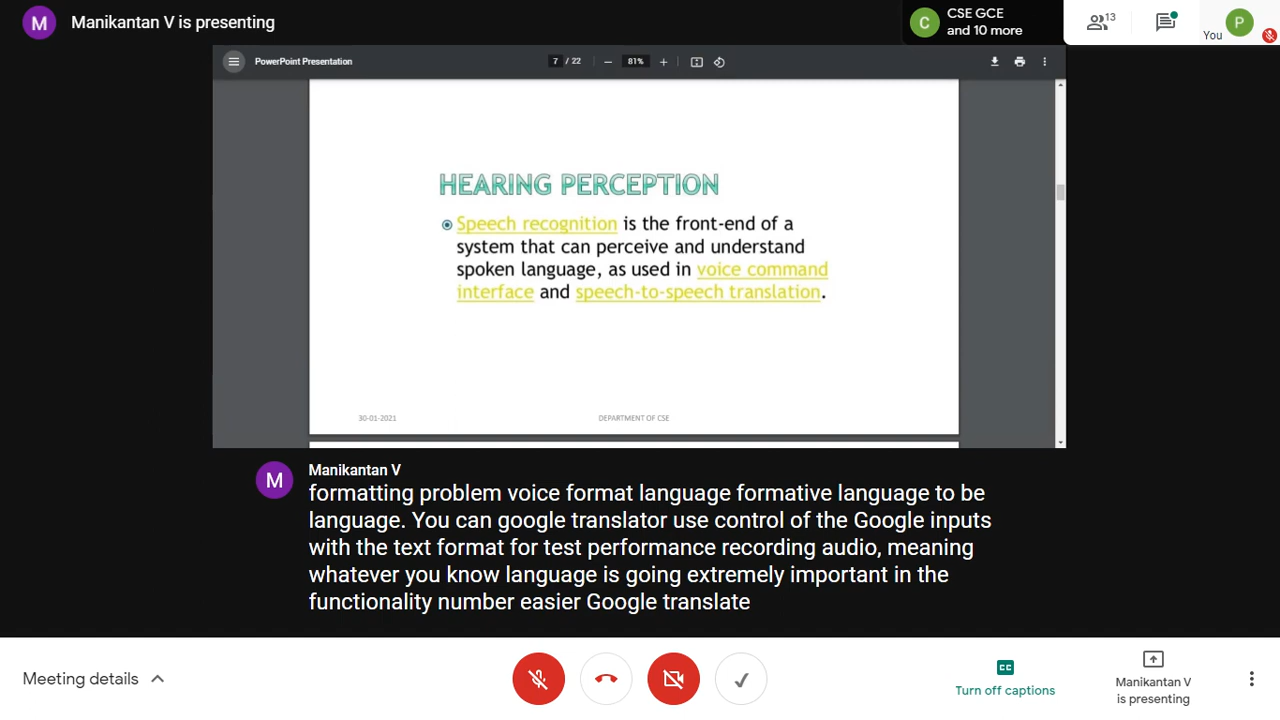 M
Manikantan V is presenting
C
CSE GCE
and 10 more
13
You
P
PowerPoint Presentation
7 / 22
81%
HEARING PERCEPTION
Speech recognition is the front-end of a
system that can perceive and understand
spoken language, as used in voice command
interface and speech-to-speech translation.
30-01-2021
DEPARTMENT OF CSE
M
Manikantan V
formatting problem voice format language formative language to be
language. You can google translator use control of the Google inputs
with the text format for test performance recording audio, meaning
whatever you know language is going extremely important in the
functionality number easier Google translate
Meeting details
CC
Turn off captions
Manikantan V
is presenting